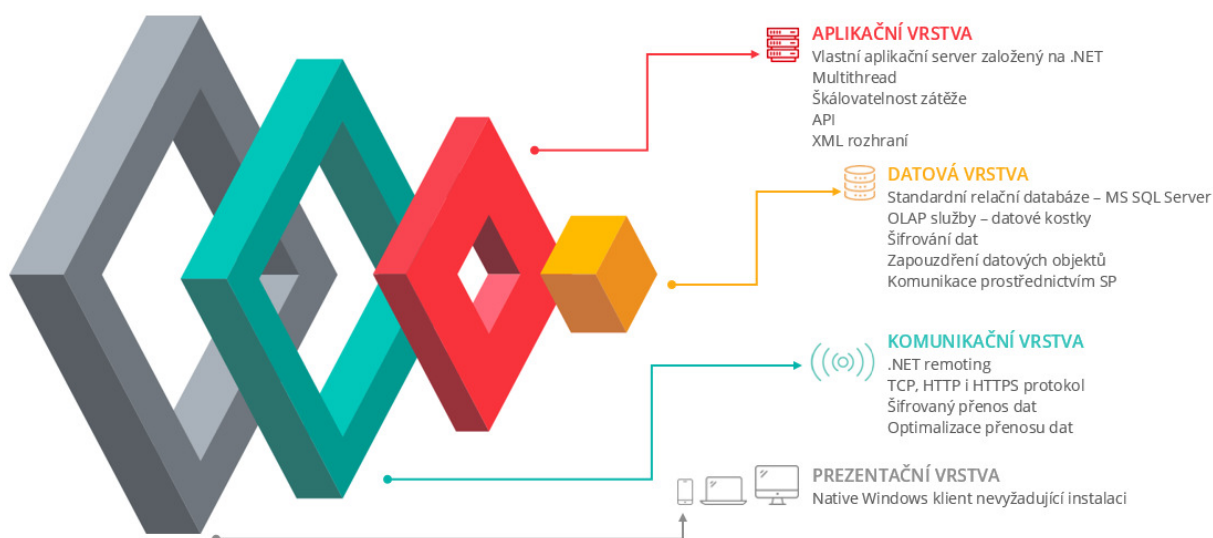 APLIKAČNÍ VRSTVA
Vlastní aplikační server založený na .NET
Multithread
Škálovatelnost zátěže
API
XML rozhraní
DATOVÁ VRSTVA
Standardní relační databáze – MS SQL Server
OLAP služby – datové kostky
Šifrování dat
Zapouzdření datových objektů
Komunikace prostřednictvím SP
KOMUNIKAČNÍ VRSTVA
.NET remoting
TCP, HTTP i HTTPS protokol
Šifrovaný přenos dat
Optimalizace přenosu dat
PREZENTAČNÍ VRSTVA
Native Windows klient nevyžadující instalaci